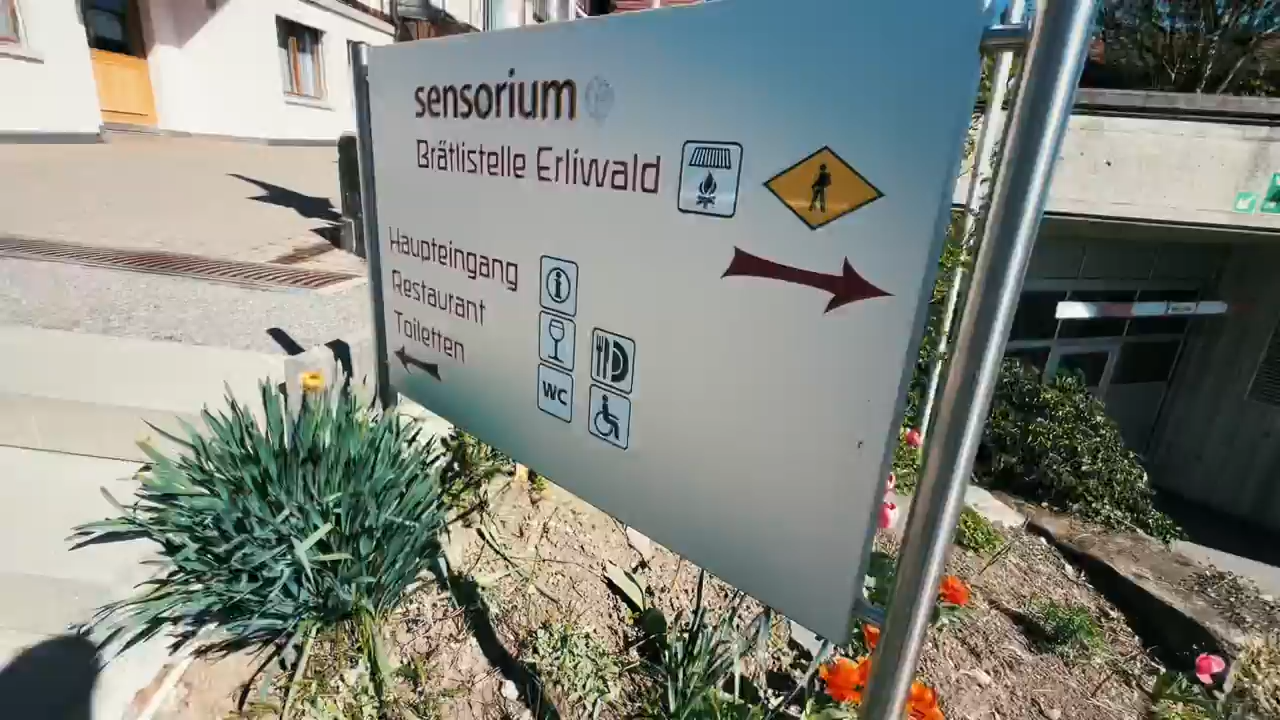 sensorium
Brätlistelle Erliwald
Haupteingang
Restaurant
Toiletten
WC